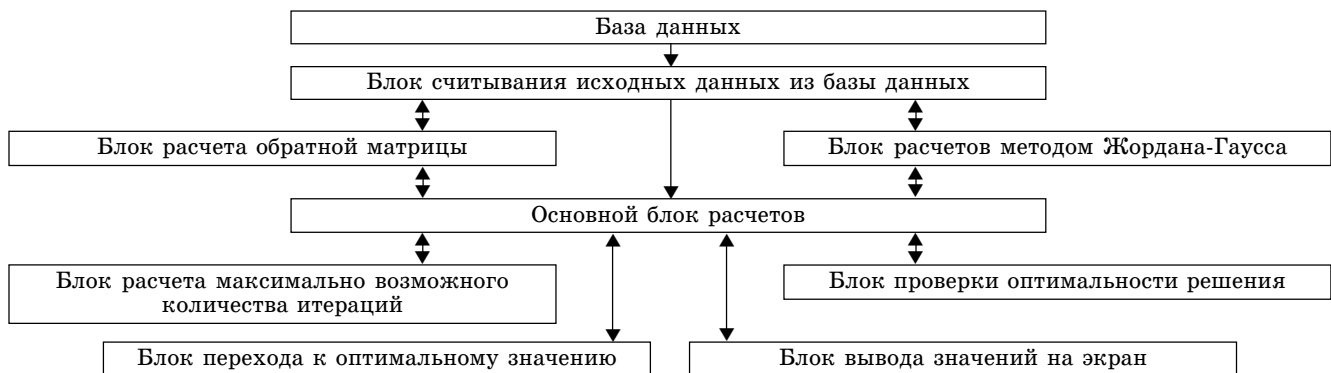 База данных
Блок считывания исходных данных из базы данных
Блок расчета обратной матрицы
Блок расчетов методом Жордана-Гаусса
Основной блок расчетов
Блок расчета максимально возможного
количества итераций
Блок проверки оптимальности решения
Блок перехода к оптимальному значению
Блок вывода значений на экран